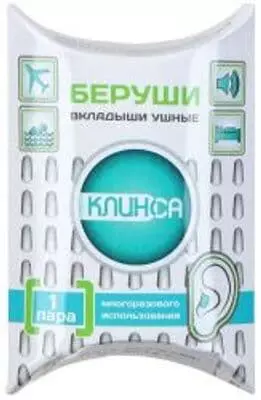 БЕРУШИ
ВКЛАДЫШИ УШНЫЕ
КЛИНСА
1
пара
многоразового
использования